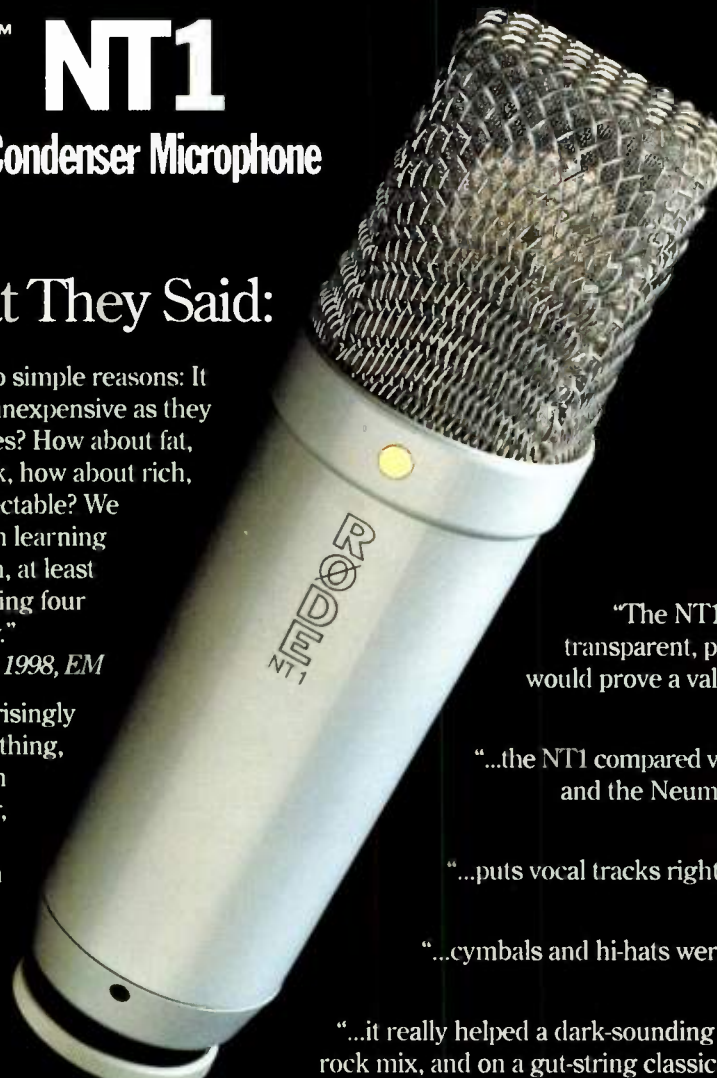 ™ NT1
Condenser Microphone
t They Said:
o simple reasons: It
inexpensive as they
es? How about fat,
k, how about rich,
ctable? We
n learning
n, at least
ing four
.”
1998, EM
risingly
thing,
n
,
n
RØDE
NT1
“The NT1
transparent, p
would prove a val
“...the NT1 compared v
and the Neum
“...puts vocal tracks right
“...cymbals and hi-hats wer
“...it really helped a dark-sounding
rock mix, and on a gut-string classic